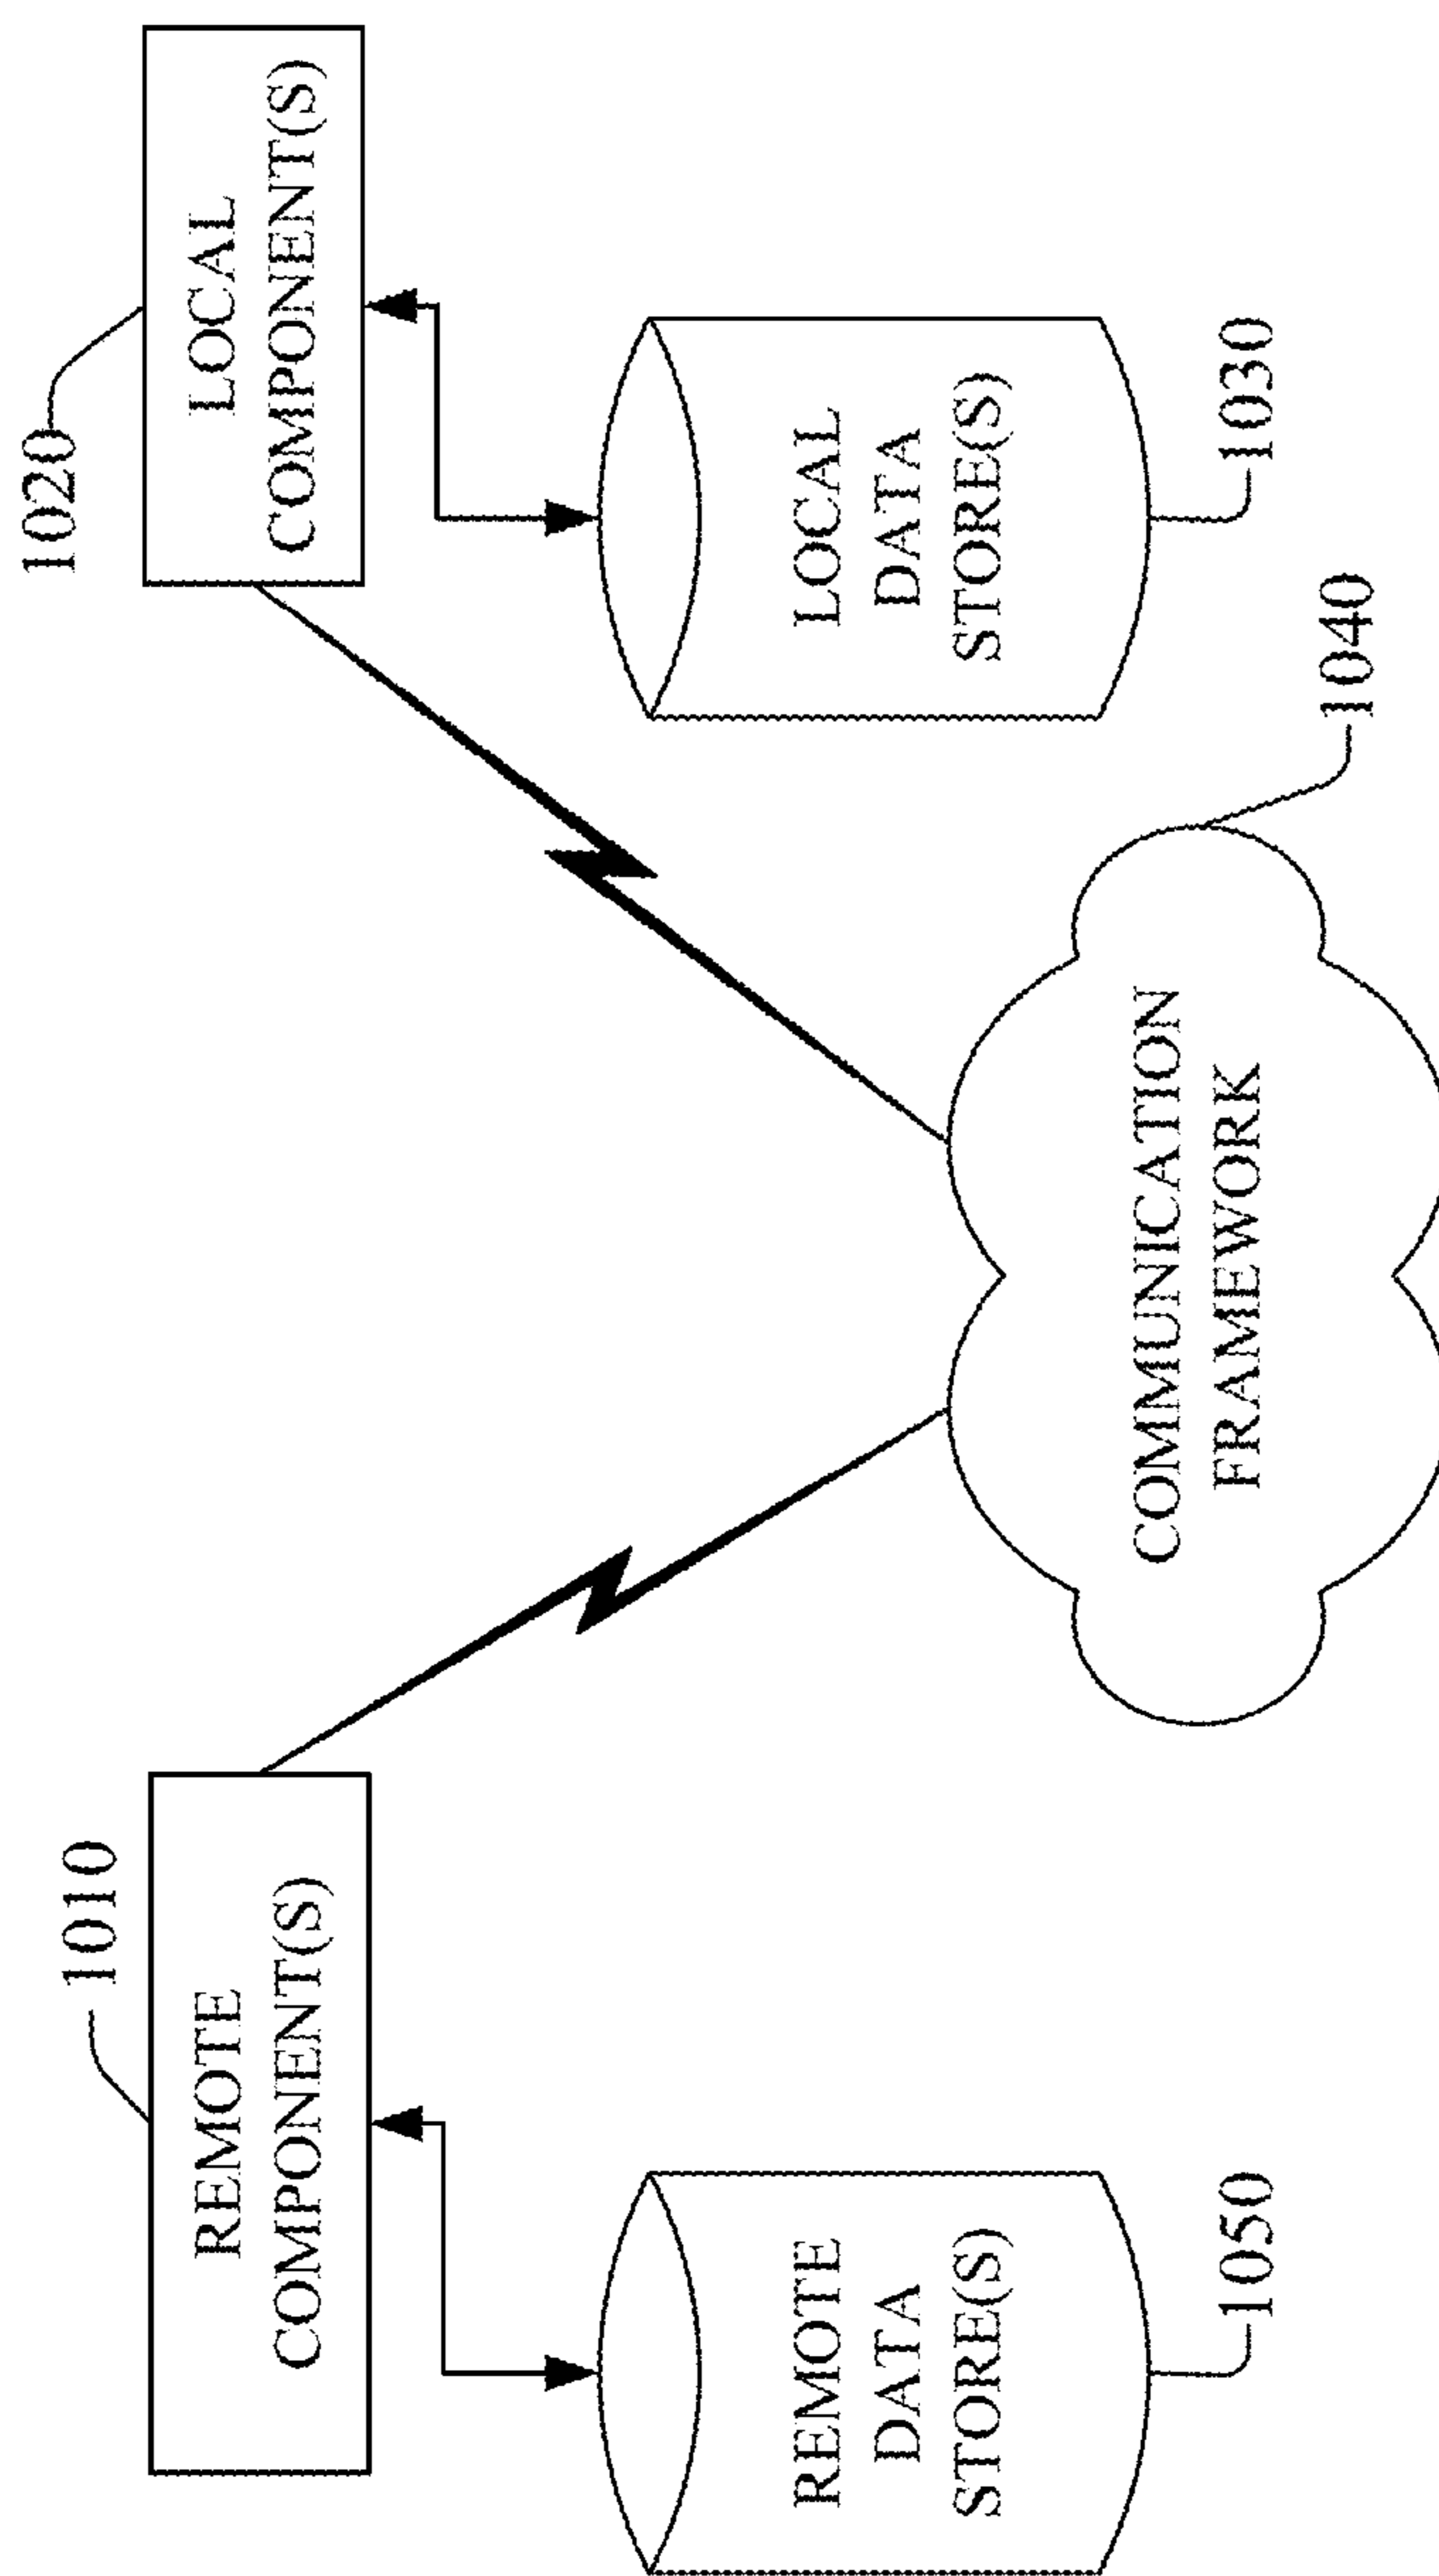 1010
REMOTE
COMPONENT(S)
1020
LOCAL
COMPONENT(S)
REMOTE
DATA
STORE(S)
1050
LOCAL
DATA
STORE(S)
1030
COMMUNICATION
FRAMEWORK
1040